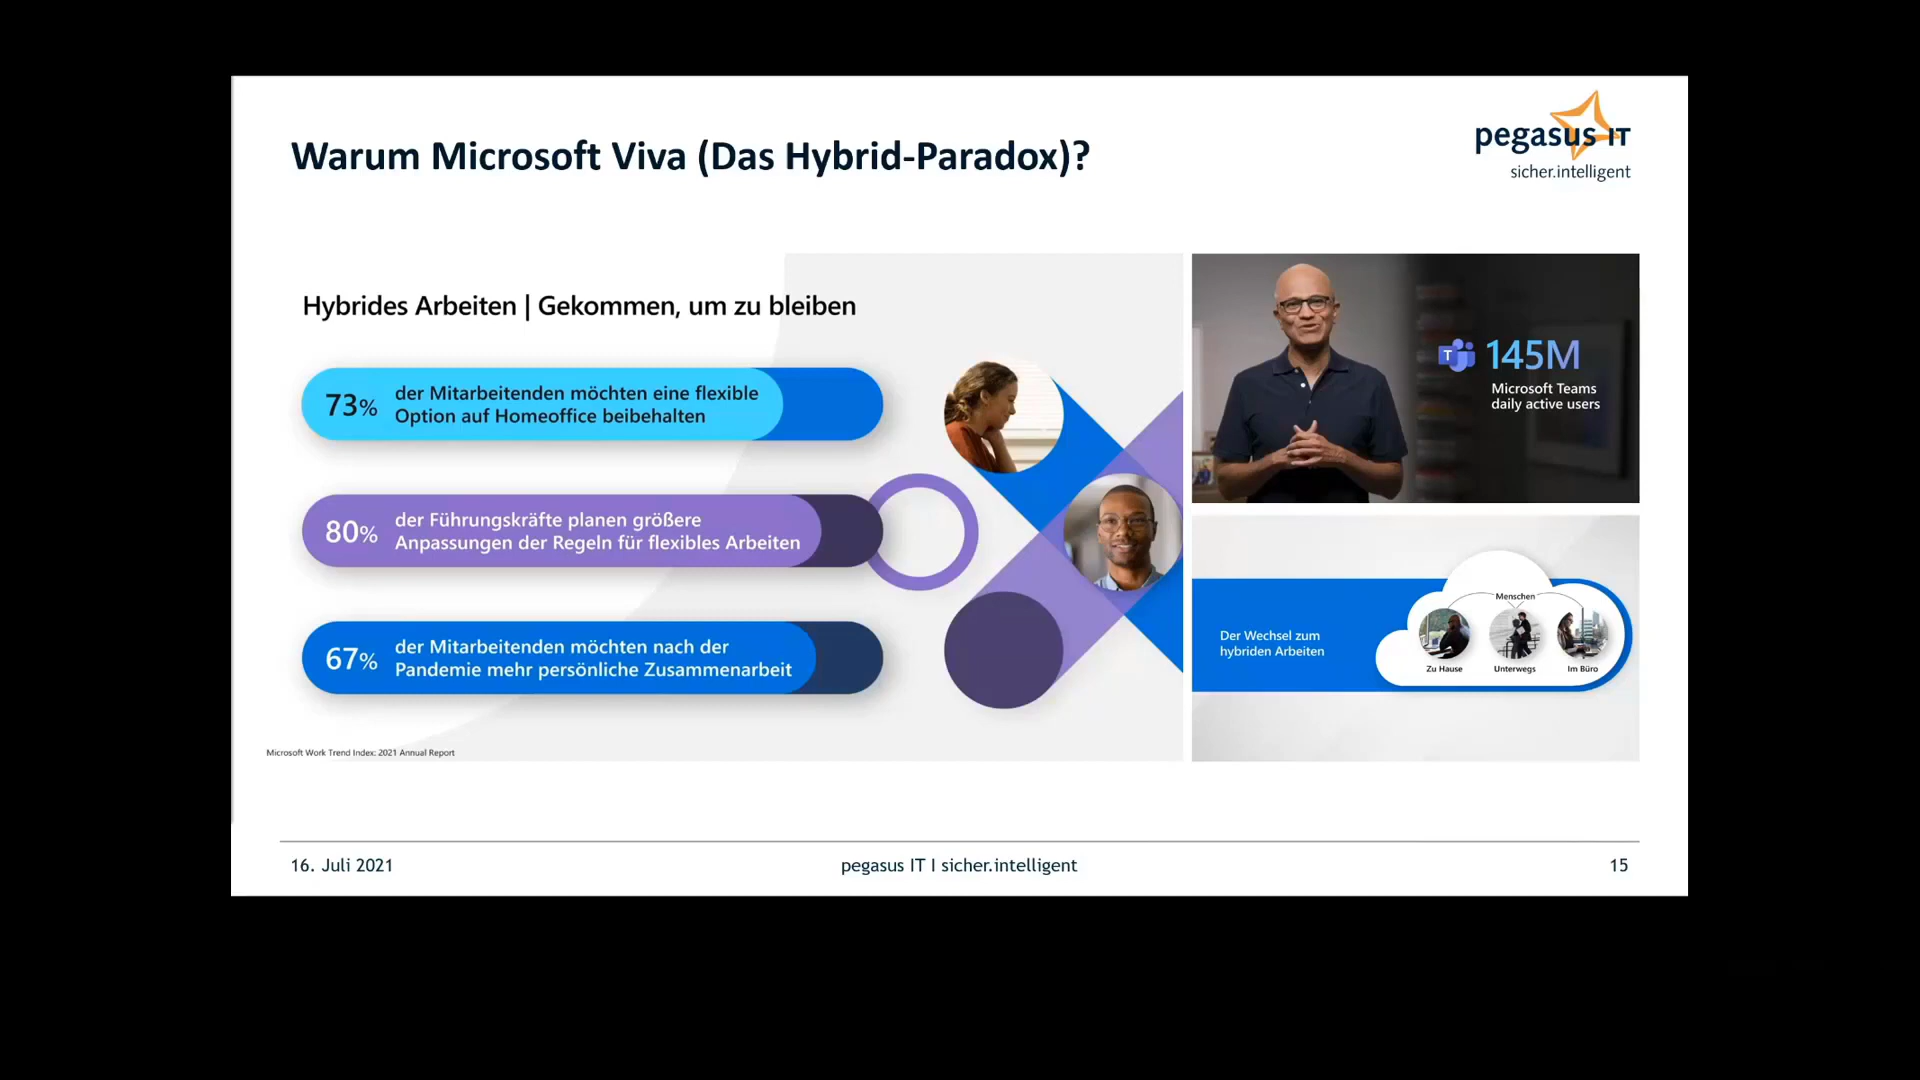 Warum Microsoft Viva (Das Hybrid-Paradox)?
pegasus IT
sicher.intelligent
Hybrides Arbeiten | Gekommen, um zu bleiben
73% der Mitarbeitenden möchten eine flexible
Option auf Homeoffice beibehalten
80% der Führungskräfte planen größere
Anpassungen der Regeln für flexibles Arbeiten
67% der Mitarbeitenden möchten nach der
Pandemie mehr persönliche Zusammenarbeit
Microsoft Work Trend Index: 2021 Annual Report
T 145M
Microsoft Teams
daily active users
Der Wechsel zum
hybriden Arbeiten
Menschen
Zu Hause Unterwegs Im Büro
16. Juli 2021 pegasus IT I sicher.intelligent 15